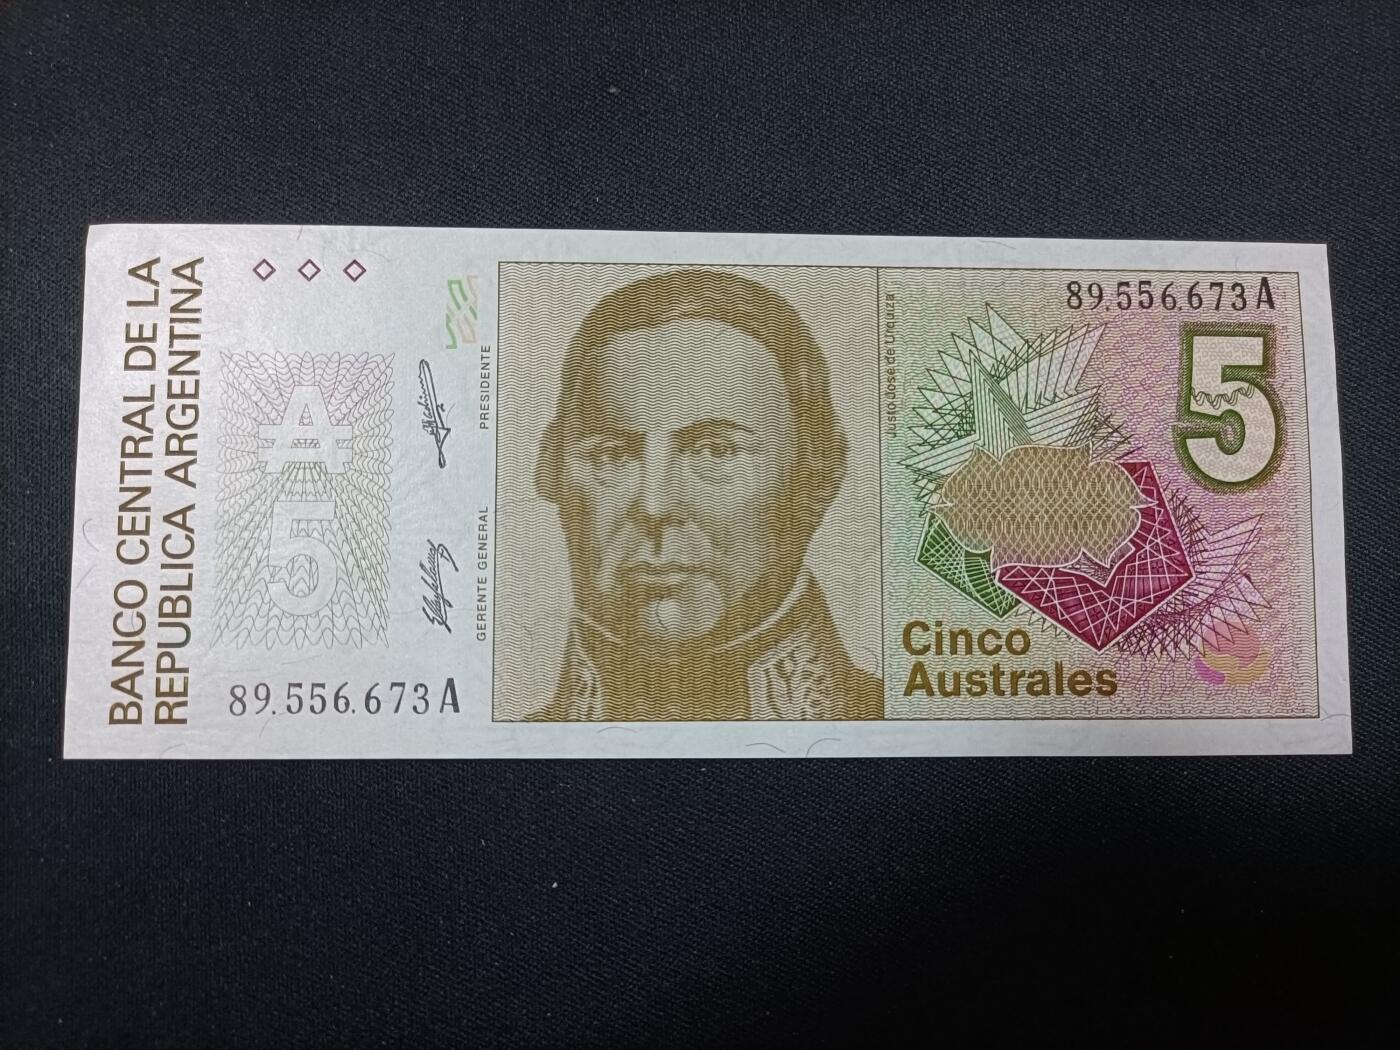 BANCO CENTRAL DE LA
REPUBLICA ARGENTINA
A
5
89.556.673 A
PRESIDENTE
GERENTE GENERAL
Justo José de Urquiza
89.556.673 A
5
Cinco
Australes